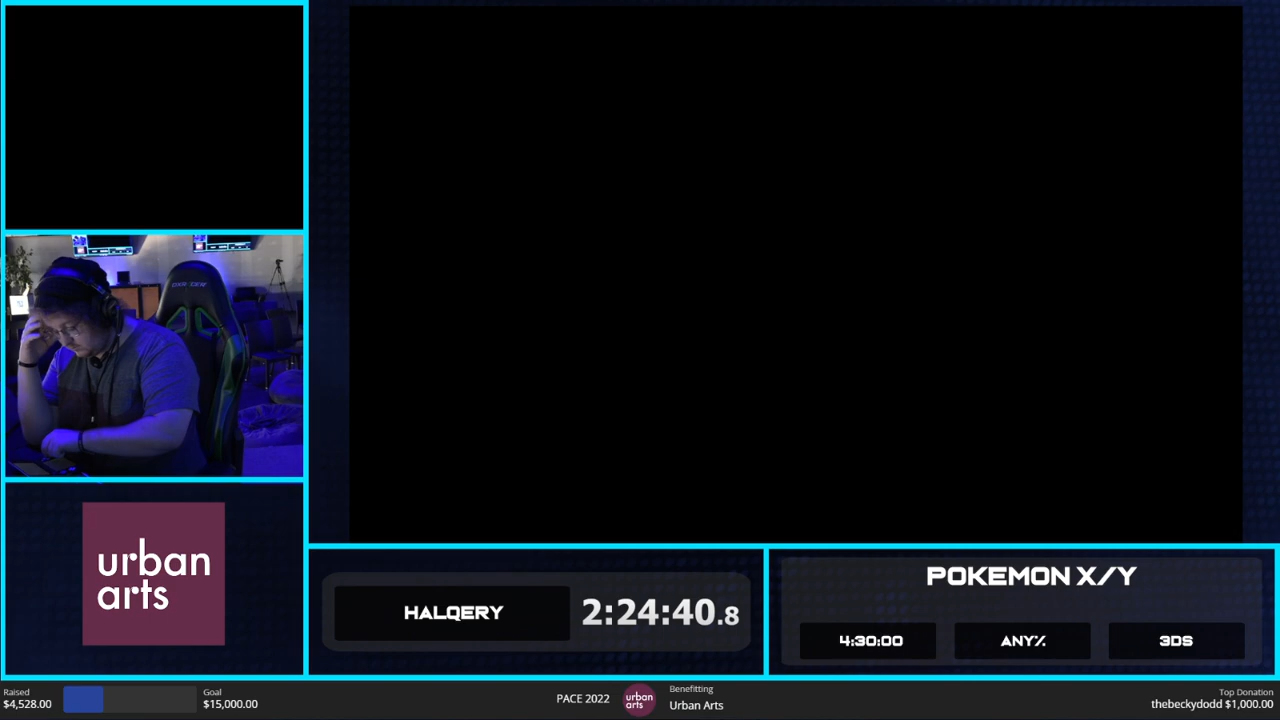 urban
arts
HALQERY
2:24:40.8
POKEMON X/Y
4:30:00
ANY%
3DS
Raised
$4,528.00
Goal
$15,000.00
PACE 2022
urban
arts
Benefitting
Urban Arts
Top Donation
thebeckydodd $1,000.00